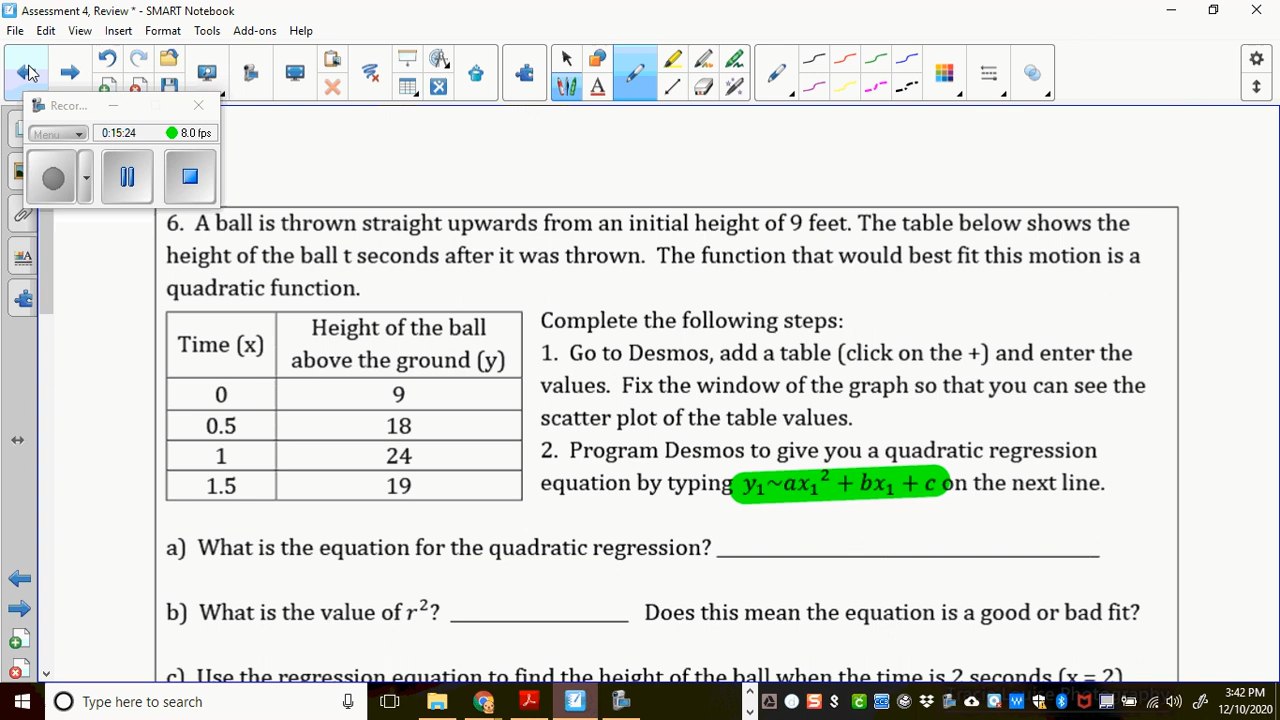 Assessment 4, Review * - SMART Notebook
File Edit View Insert Format Tools Add-ons Help
Recor...
Menu 0:15:24 8.0 fps
6. A ball is thrown straight upwards from an initial height of 9 feet. The table below shows the
height of the ball t seconds after it was thrown. The function that would best fit this motion is a
quadratic function.
Time (x) Height of the ball above the ground (y)
0 9
0.5 18
1 24
1.5 19
Complete the following steps:
1. Go to Desmos, add a table (click on the +) and enter the
values. Fix the window of the graph so that you can see the
scatter plot of the table values.
2. Program Desmos to give you a quadratic regression
equation by typing y₁~ax₁² + bx₁ + c on the next line.
a) What is the equation for the quadratic regression? ____________________
b) What is the value of r²? __________ Does this mean the equation is a good or bad fit?
c) Use the regression equation to find the height of the ball when the time is 2 seconds (x = 2)
Type here to search
3:42 PM
12/10/2020